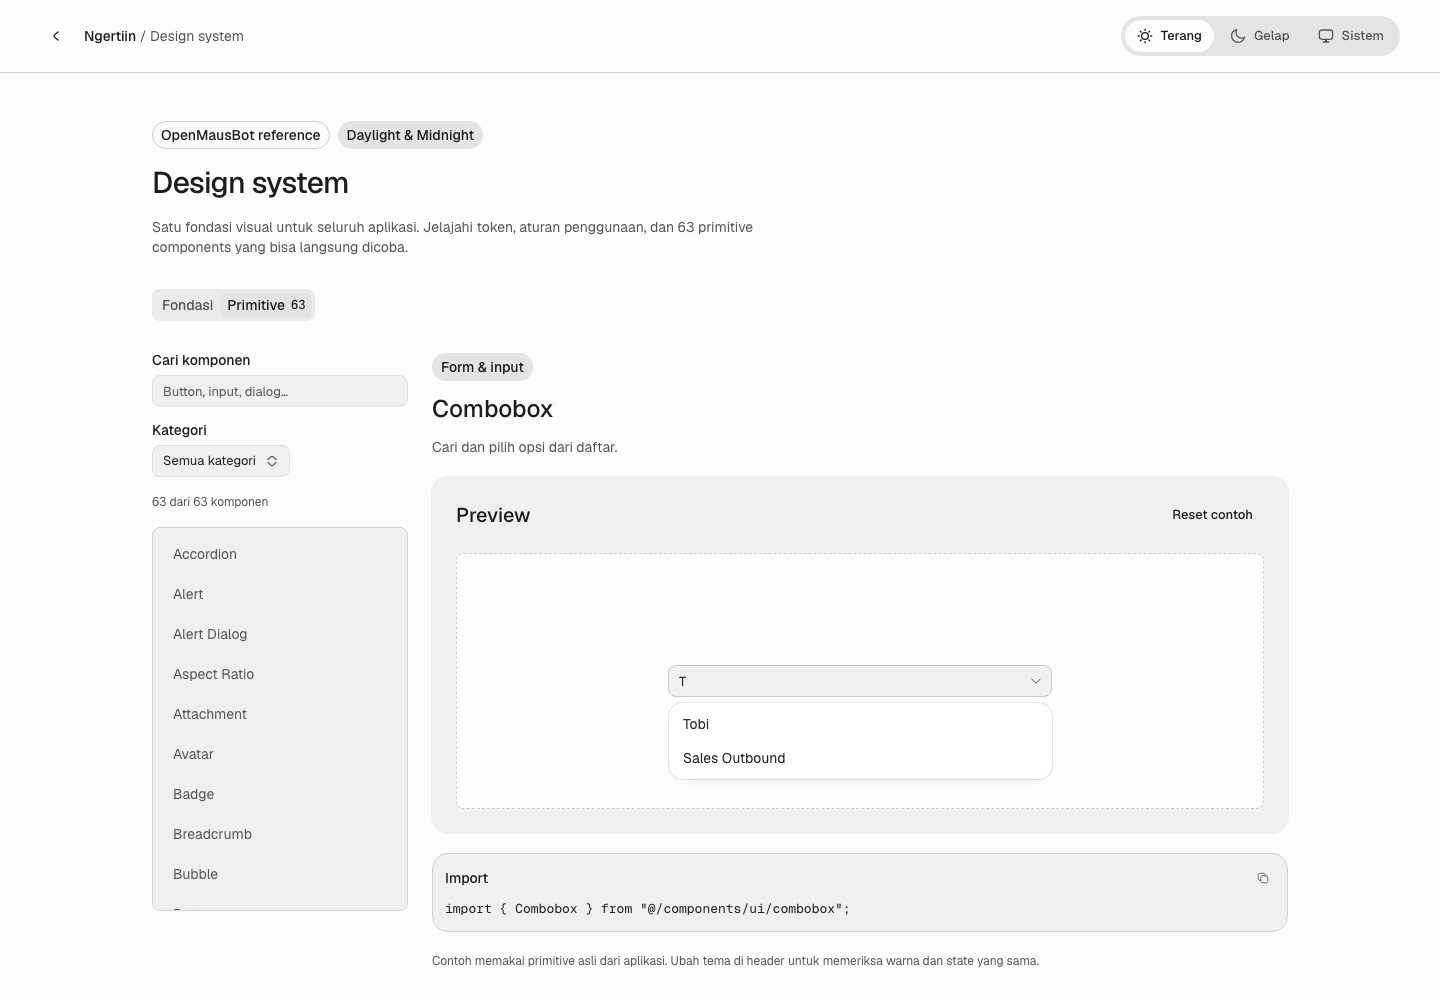 Ngertiin / Design system
Terang
Gelap
Sistem
OpenMausBot reference
Daylight & Midnight
Design system
Satu fondasi visual untuk seluruh aplikasi. Jelajahi token, aturan penggunaan, dan 63 primitive
components yang bisa langsung dicoba.
Fondasi
Primitive 63
Cari komponen
Button, input, dialog...
Kategori
Semua kategori
63 dari 63 komponen
Accordion
Alert
Alert Dialog
Aspect Ratio
Attachment
Avatar
Badge
Breadcrumb
Bubble
Form & input
Combobox
Cari dan pilih opsi dari daftar.
Preview
Reset contoh
T
Tobi
Sales Outbound
Import
import { Combobox } from "@/components/ui/combobox";
Contoh memakai primitive asli dari aplikasi. Ubah tema di header untuk memeriksa warna dan state yang sama.